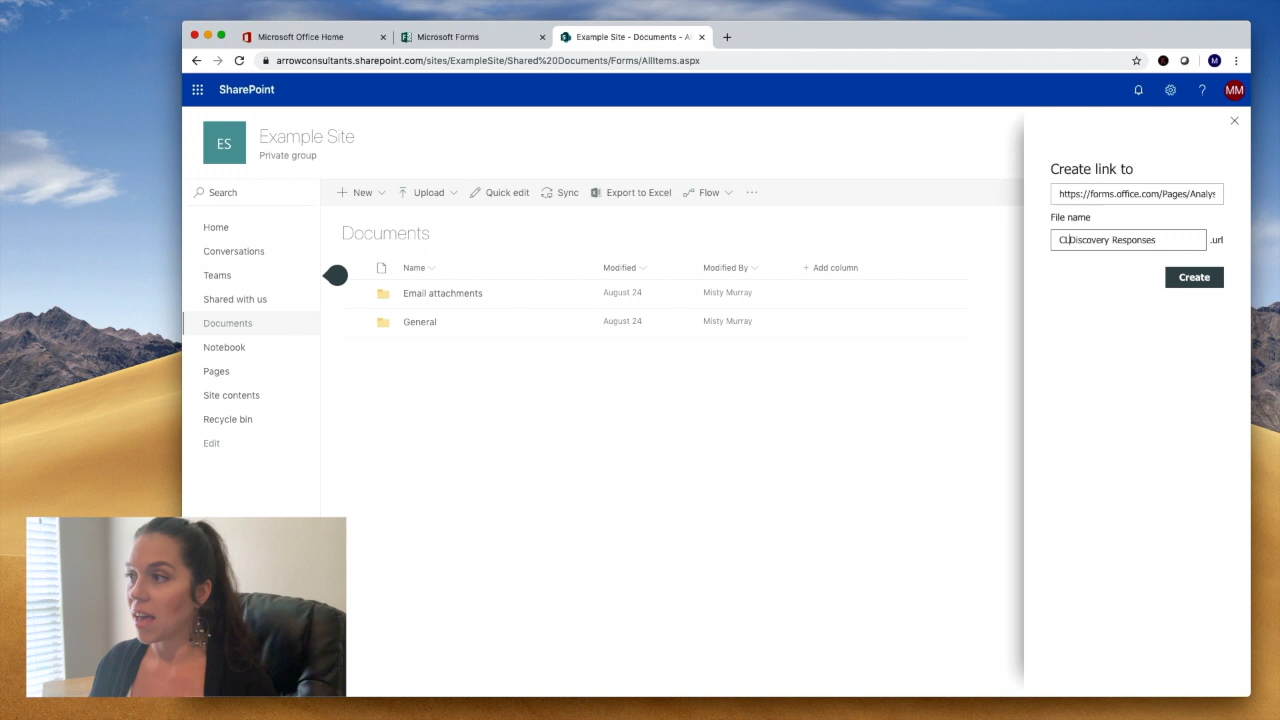 Microsoft Office Home
Microsoft Forms
Example Site - Documents - Al
arrowconsultants.sharepoint.com/sites/ExampleSite/Shared%20Documents/Forms/AllItems.aspx
M
SharePoint
?
MM
ES
Example Site
Private group
Search
New
Upload
Quick edit
Sync
Export to Excel
Flow
Home
Conversations
Teams
Shared with us
Documents
Notebook
Pages
Site contents
Recycle bin
Edit
Documents
Name
Modified
Modified By
+ Add column
Email attachments
August 24
Misty Murray
General
August 24
Misty Murray
Create link to
https://forms.office.com/Pages/Analys
File name
CLDiscovery Responses
.url
Create